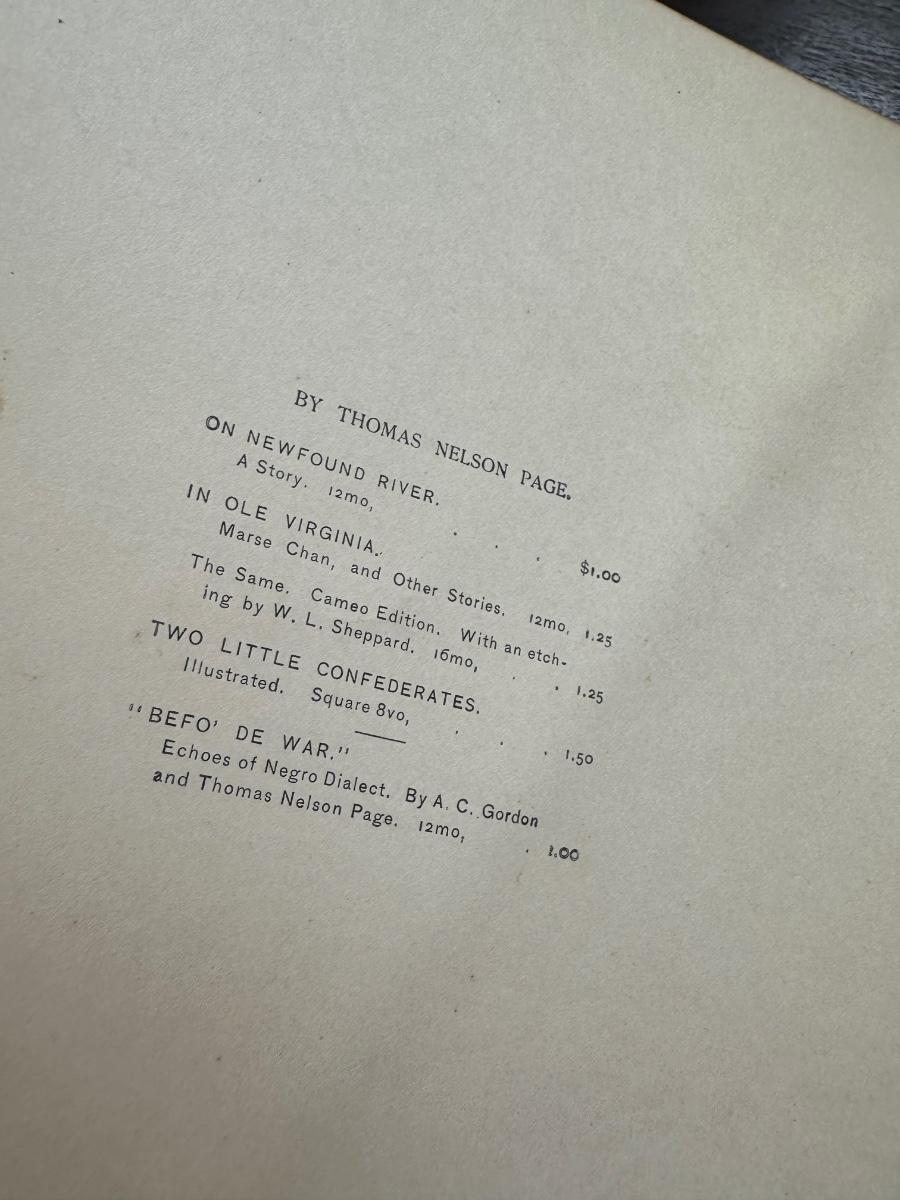 BY THOMAS NELSON PAGE.
ON NEWFOUND RIVER.
A Story. 12mo, . . . $1.00
IN OLE VIRGINIA.
Marse Chan, and Other Stories. 12mo, 1.25
The Same. Cameo Edition. With an etch-
ing by W. L. Sheppard. 16mo, . . 1.25
TWO LITTLE CONFEDERATES.
Illustrated. Square 8vo, . . . 1.50
"BEFO' DE WAR."
Echoes of Negro Dialect. By A. C. Gordon
and Thomas Nelson Page. 12mo, . 1.00